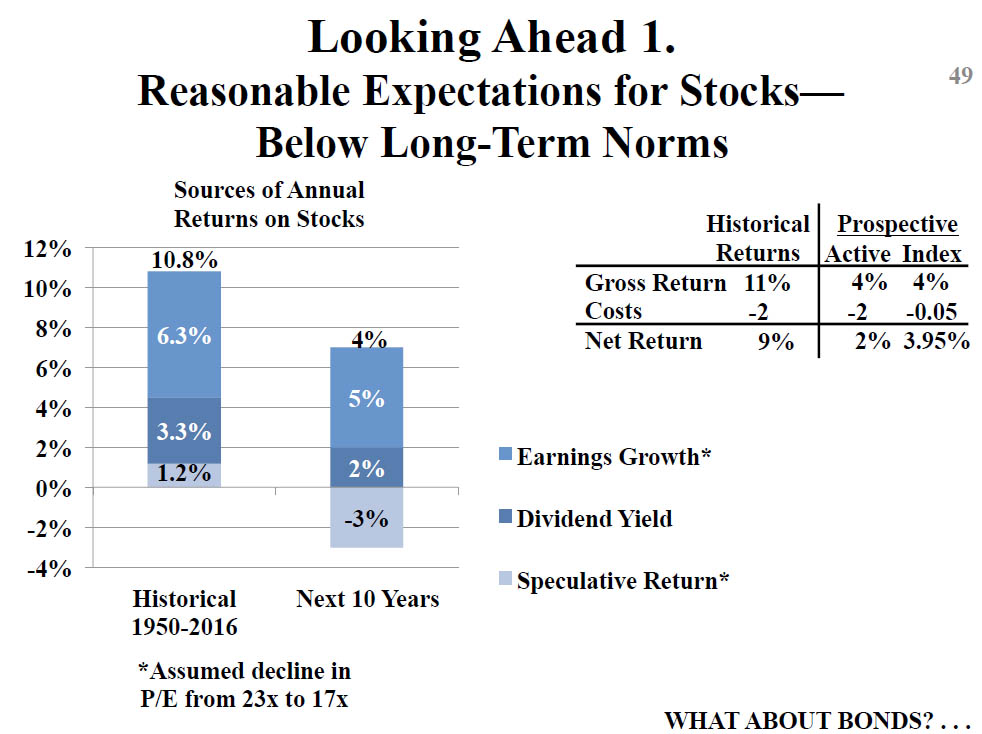 Looking Ahead 1.
Reasonable Expectations for Stocks—
Below Long-Term Norms
49
Sources of Annual
Returns on Stocks
12%
10%
8%
6%
4%
2%
0%
-2%
-4%
10.8%
6.3%
3.3%
1.2%
4%
5%
2%
-3%
Historical
1950-2016
Next 10 Years
*Assumed decline in
P/E from 23x to 17x
Historical Prospective
Returns Active Index
Gross Return 11% 4% 4%
Costs -2 -2 -0.05
Net Return 9% 2% 3.95%
Earnings Growth*
Dividend Yield
Speculative Return*
WHAT ABOUT BONDS? . . .